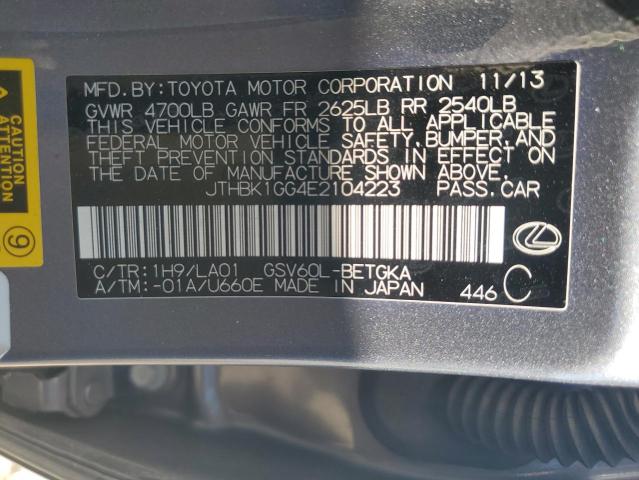 MFD. BY: TOYOTA MOTOR CORPORATION 11/13
GVWR 4700LB GAWR FR 2625LB RR 2540LB
THIS VEHICLE CONFORMS TO ALL APPLICABLE
FEDERAL MOTOR VEHICLE SAFETY, BUMPER, AND
THEFT PREVENTION STANDARDS IN EFFECT ON
THE DATE OF MANUFACTURE SHOWN ABOVE.
JTHBK1GG4E2104223 PASS. CAR
C/TR: 1H9/LA01 GSV60L-BETGKA
A/TM: -01A/U660E MADE IN JAPAN
446 C
CAUTION
ATTENTION
9